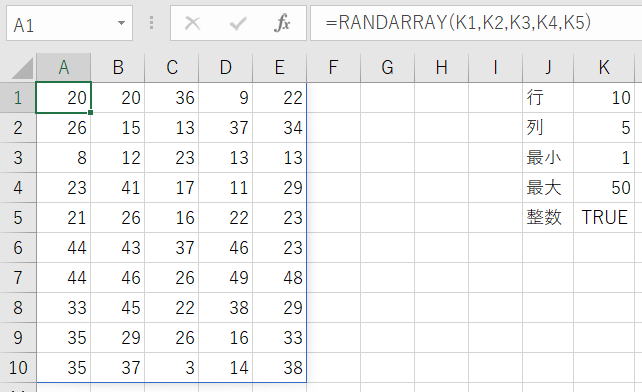 A1 fx =RANDARRAY(K1,K2,K3,K4,K5)
A B C D E F G H I J K
1 20 20 36 9 22 行 10
2 26 15 13 37 34 列 5
3 8 12 23 13 13 最小 1
4 23 41 17 11 29 最大 50
5 21 26 16 22 23 整数 TRUE
6 44 43 37 46 23
7 44 46 26 49 48
8 33 45 22 38 29
9 35 29 26 16 33
10 35 37 3 14 38